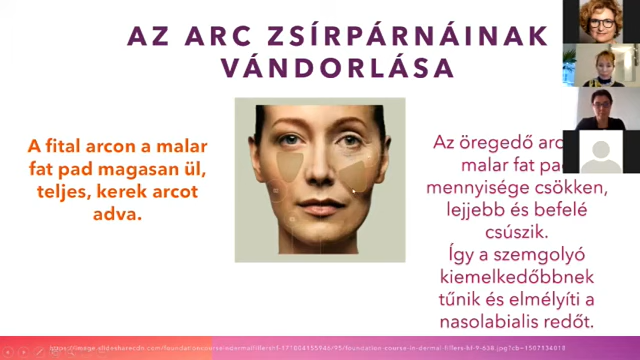 AZ ARC ZSÍRPÁRNÁINAK
VÁNDORLÁSA
A fital arcon a malar
fat pad magasan ül,
teljes, kerek arcot
adva.
Az öregedő
malar fat pad
mennyisége csökken,
lejjebb és befelé
csúszik.
Így a szemgolyó
kiemelkedőbbnek
tűnik és elmélyíti a
nasolabialis redőt.